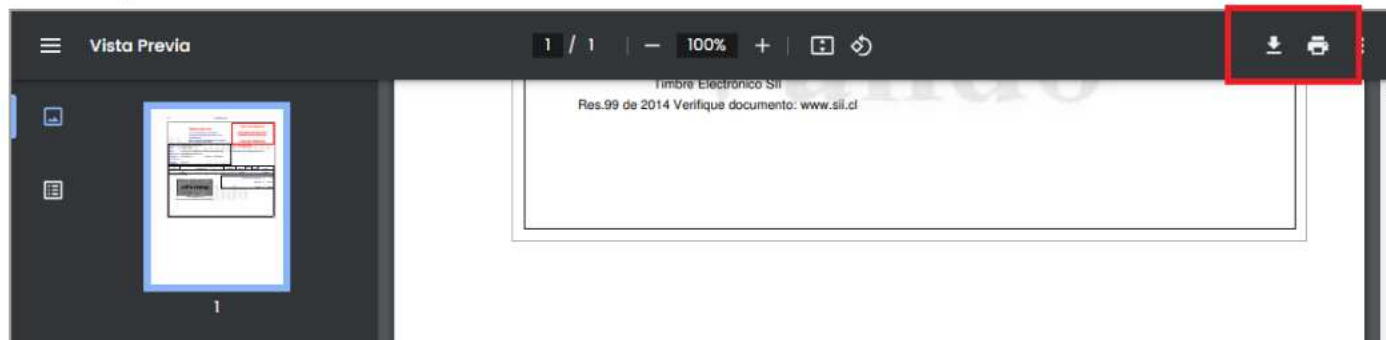 Vista Previa
1 / 1
100%
Timbre Electrónico SII
Res.99 de 2014 Verifique documento: www.sii.cl
1